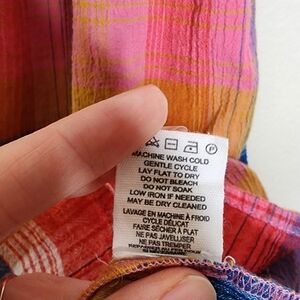 MACHINE WASH COLD
GENTLE CYCLE
LAY FLAT TO DRY
DO NOT BLEACH
DO NOT SOAK
LOW IRON IF NEEDED
MAY BE DRY CLEANED
LAVAGE EN MACHINE À FROID
CYCLE DÉLICAT
FAIRE SÉCHER À PLAT
NE PAS JAVELLISER
NE PAS TREMPER